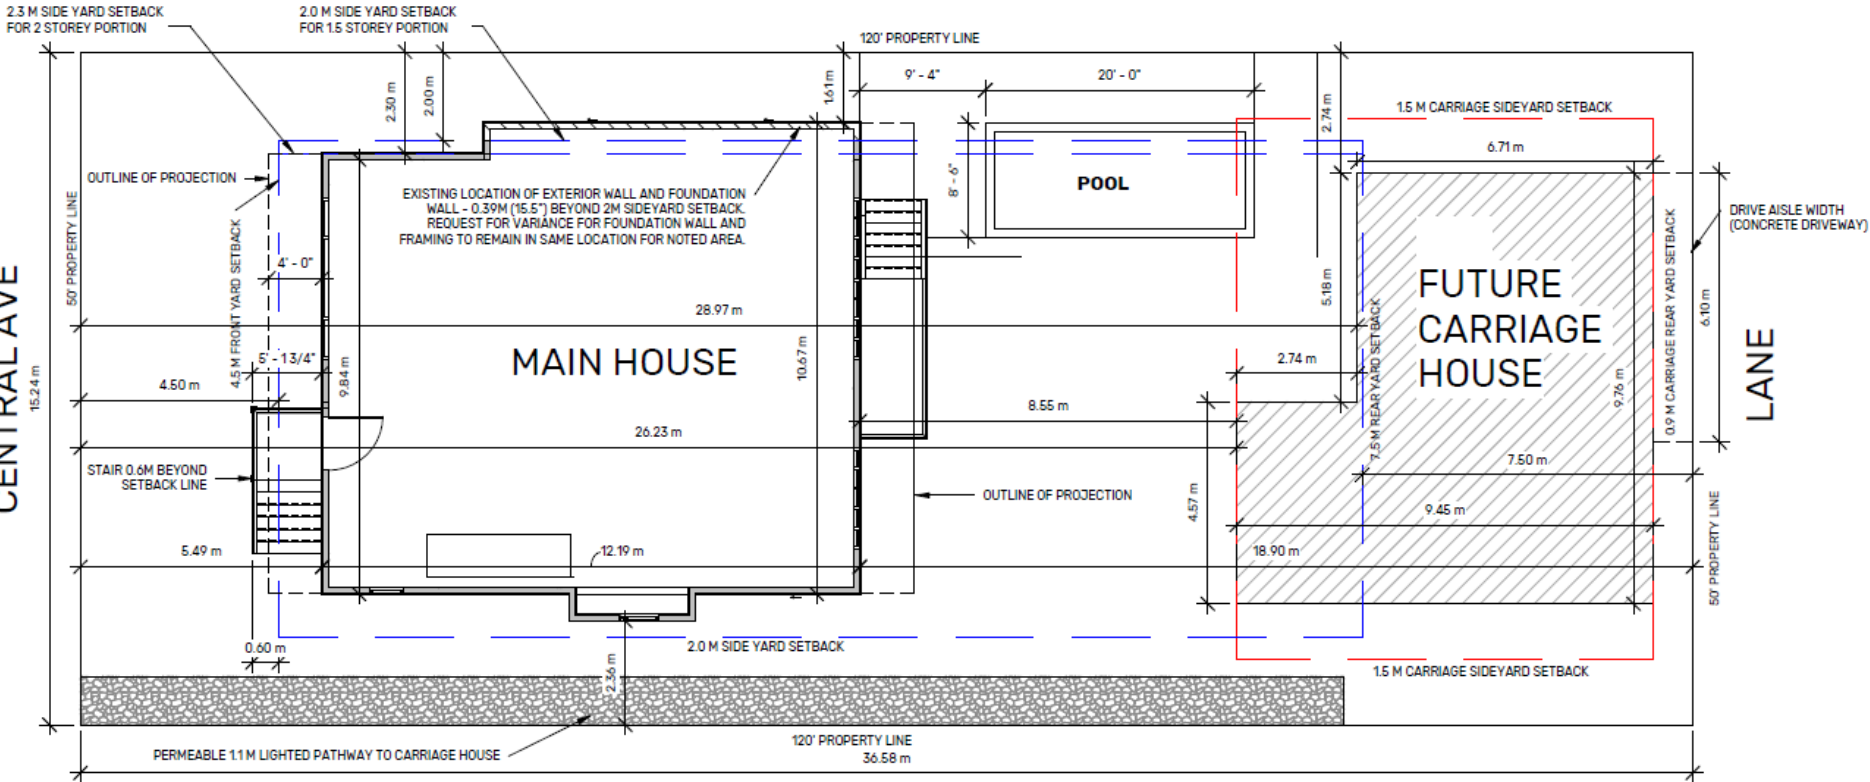 2.3 M SIDE YARD SETBACK
FOR 2 STOREY PORTION
2.0 M SIDE YARD SETBACK
FOR 1.5 STOREY PORTION
120' PROPERTY LINE
9' - 4"
20' - 0"
2.30 m
2.00 m
1.61 m
2.74 m
1.5 M CARRIAGE SIDEYARD SETBACK
6.71 m
OUTLINE OF PROJECTION
EXISTING LOCATION OF EXTERIOR WALL AND FOUNDATION
WALL - 0.39M (15.5") BEYOND 2M SIDEYARD SETBACK.
REQUEST FOR VARIANCE FOR FOUNDATION WALL AND
FRAMING TO REMAIN IN SAME LOCATION FOR NOTED AREA.
8' - 6"
POOL
DRIVE AISLE WIDTH
(CONCRETE DRIVEWAY)
50' PROPERTY LINE
4.5 M FRONT YARD SETBACK
4' - 0"
28.97 m
5.18 m
FUTURE
CARRIAGE
HOUSE
0.9 M CARRIAGE REAR YARD SETBACK
6.10 m
CENTRAL AVE
15.24 m
5' - 1 3/4"
9.84 m
MAIN HOUSE
10.67 m
2.74 m
7.5 M REAR YARD SETBACK
9.76 m
LANE
4.50 m
8.55 m
26.23 m
7.50 m
STAIR 0.6M BEYOND
SETBACK LINE
OUTLINE OF PROJECTION
4.57 m
9.45 m
5.49 m
12.19 m
18.90 m
50' PROPERTY LINE
0.60 m
2.36 m
2.0 M SIDE YARD SETBACK
1.5 M CARRIAGE SIDEYARD SETBACK
PERMEABLE 1.1 M LIGHTED PATHWAY TO CARRIAGE HOUSE
120' PROPERTY LINE
36.58 m